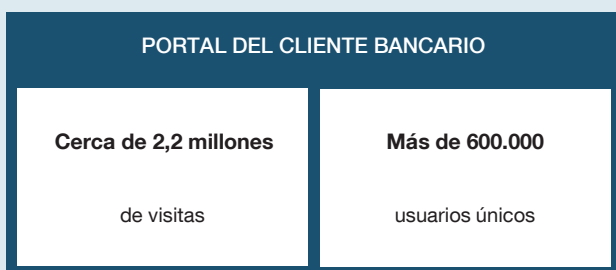 PORTAL DEL CLIENTE BANCARIO
Cerca de 2,2 millones
de visitas
Más de 600.000
usuarios únicos